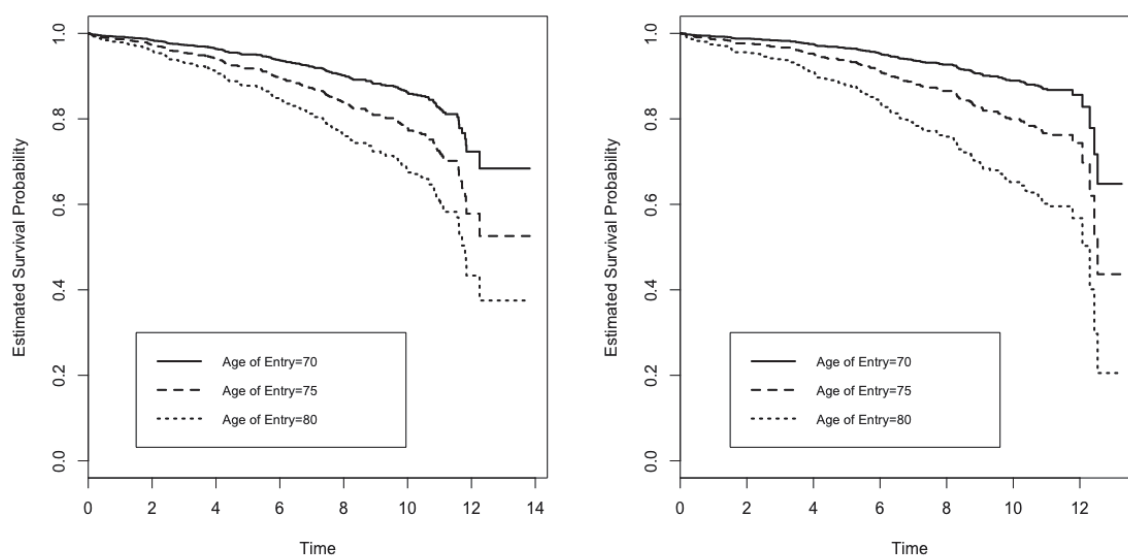 1.0
0.8
0.6
0.4
0.2
0.0
Estimated Survival Probability
Age of Entry=70
Age of Entry=75
Age of Entry=80
0 2 4 6 8 10 12 14
Time
1.0
0.8
0.6
0.4
0.2
0.0
Estimated Survival Probability
Age of Entry=70
Age of Entry=75
Age of Entry=80
0 2 4 6 8 10 12
Time